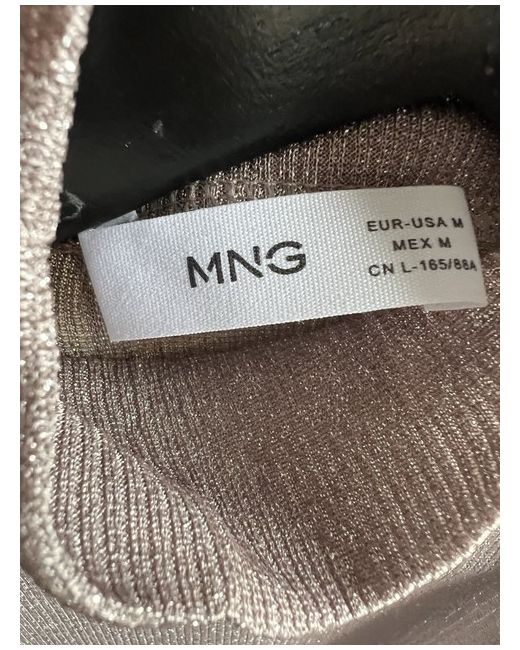 MNG
EUR-USA M
MEX M
CN L-165/88A